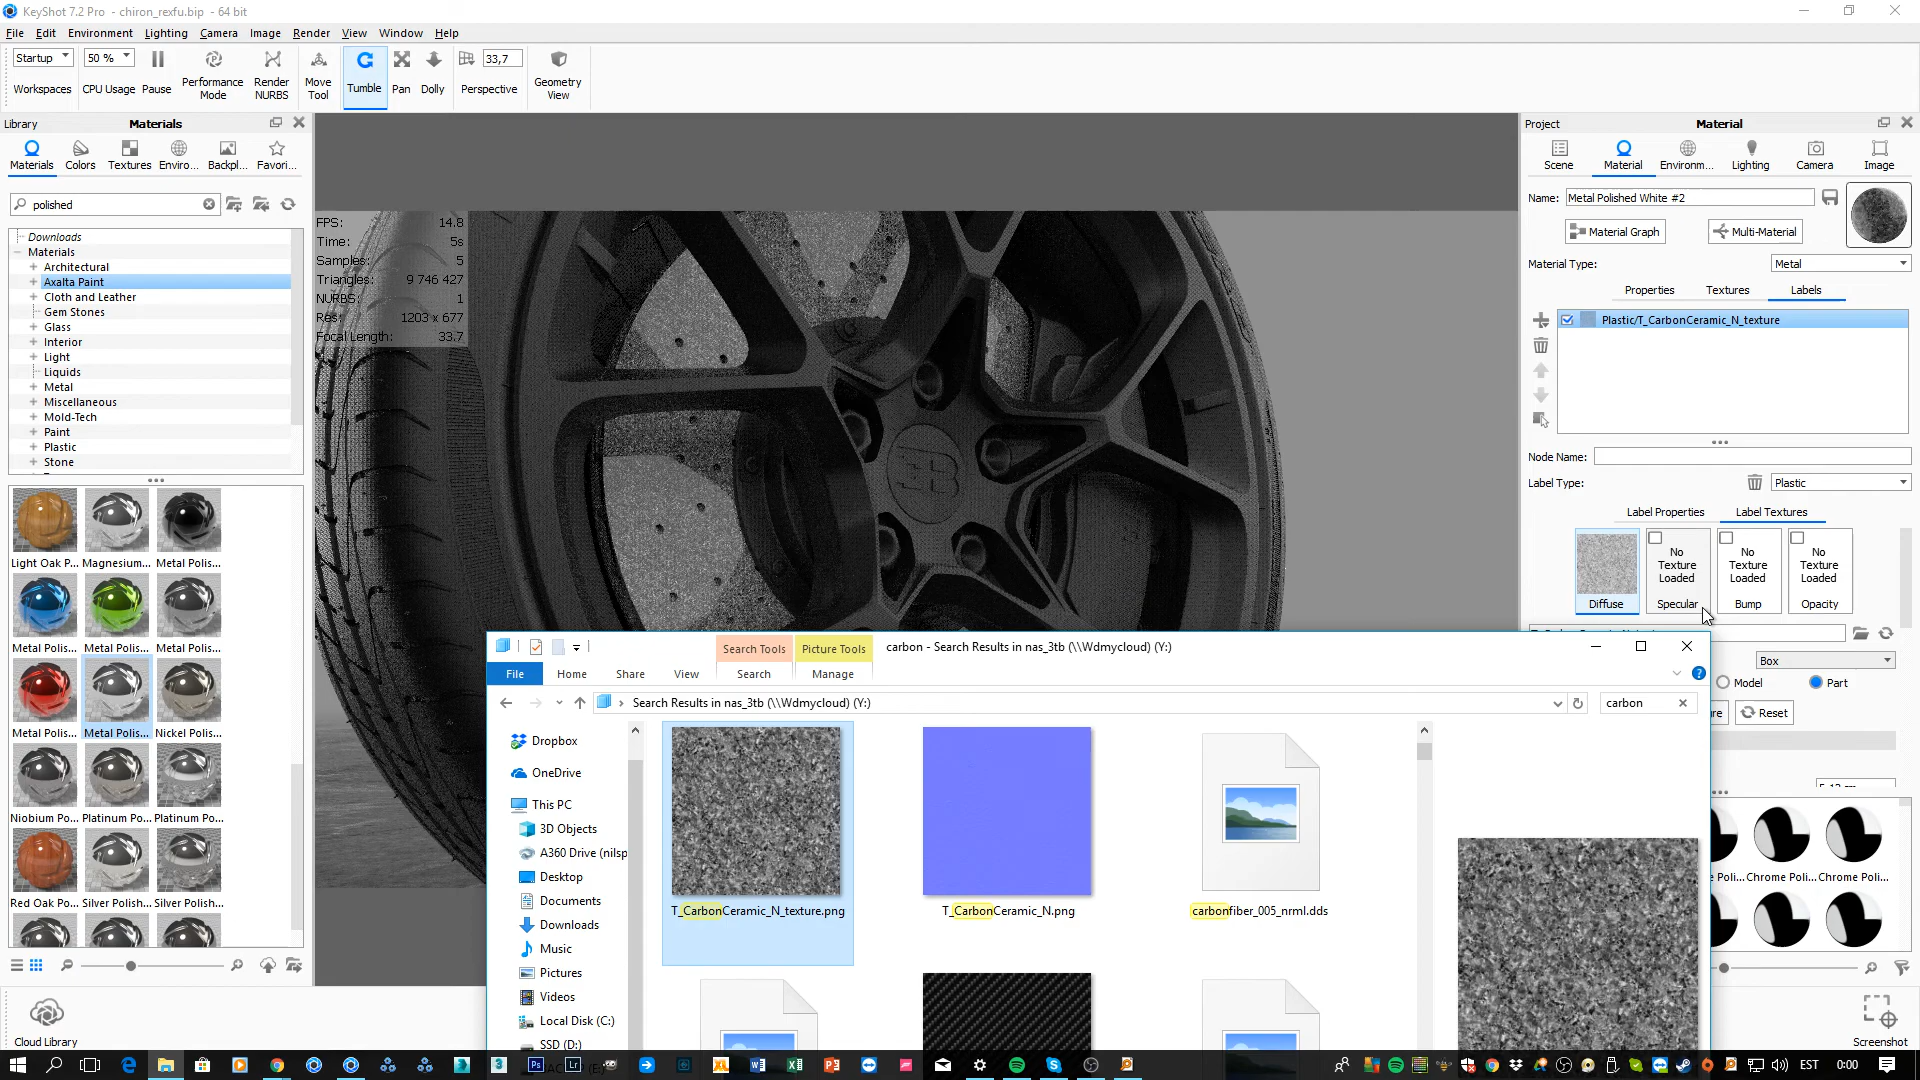 KeyShot 7.2 Pro - chiron_rexfu.bip - 64 bit
File Edit Environment Lighting Camera Image Render View Window Help
Startup 50 % 33,7
Workspaces CPU Usage Pause Performance Mode Render NURBS Move Tool Tumble Pan Dolly Perspective Geometry View
Library Materials
Materials Colors Textures Enviro... Backpl... Favori...
polished
Downloads
Materials
Architectural
Axalta Paint
Cloth and Leather
Gem Stones
Glass
Interior
Light
Liquids
Metal
Miscellaneous
Mold-Tech
Paint
Plastic
Stone
Light Oak P... Magnesium... Metal Polis...
Metal Polis... Metal Polis... Metal Polis...
Metal Polis... Metal Polis... Nickel Polis...
Niobium Po... Platinum Po... Platinum Po...
Red Oak Po... Silver Polish... Silver Polish...
Cloud Library
FPS: 14.8
Time: 5s
Samples: 5
Triangles: 9 746 427
NURBS: 1
Res: 1203 x 677
Focal Length: 33.7
Project Material
Scene Material Environm... Lighting Camera Image
Name: Metal Polished White #2
Material Graph Multi-Material
Material Type: Metal
Properties Textures Labels
Plastic/T_CarbonCeramic_N_texture
Node Name:
Label Type: Plastic
Label Properties Label Textures
No Texture Loaded No Texture Loaded No Texture Loaded
Diffuse Specular Bump Opacity
Box
Model Part
Reset
Chrome Poli... Chrome Poli...
Screenshot
Search Tools Picture Tools carbon - Search Results in nas_3tb (\\Wdmycloud) (Y:)
File Home Share View Search Manage
Search Results in nas_3tb (\\Wdmycloud) (Y:) carbon
Dropbox
OneDrive
This PC
3D Objects
A360 Drive (nilsp
Desktop
Documents
Downloads
Music
Pictures
Videos
Local Disk (C:)
SSD (D:)
T_CarbonCeramic_N_texture.png T_CarbonCeramic_N.png carbonfiber_005_nrml.dds
EST 0:00